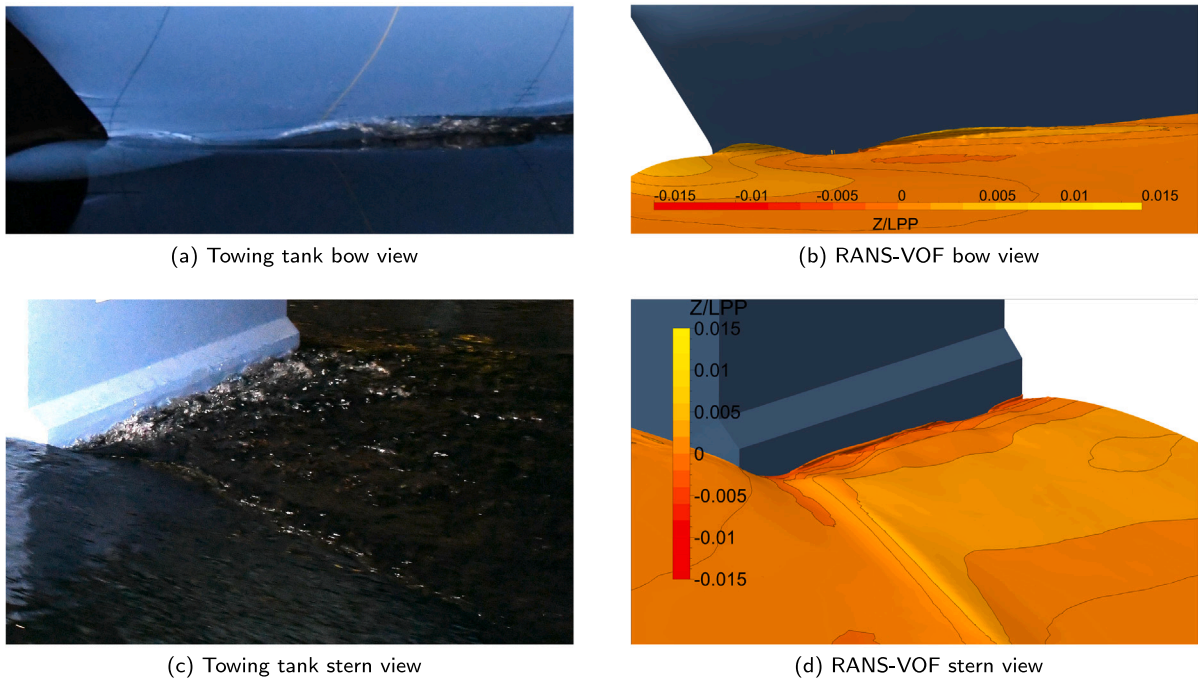 -0.015 -0.01 -0.005 0 0.005 0.01 0.015
Z/LPP
(a) Towing tank bow view
(b) RANS-VOF bow view
Z/LPP
0.015
0.01
0.005
0
-0.005
-0.01
-0.015
(c) Towing tank stern view
(d) RANS-VOF stern view